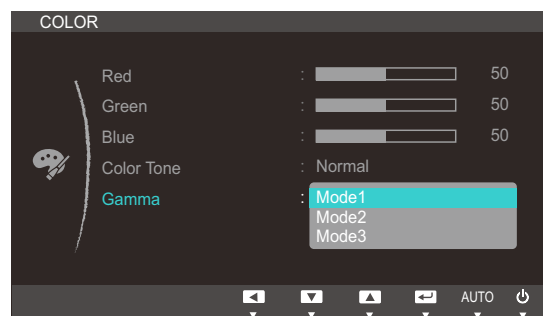 COLOR
Red : 50
Green : 50
Blue : 50
Color Tone : Normal
Gamma : Mode1
Mode2
Mode3
AUTO